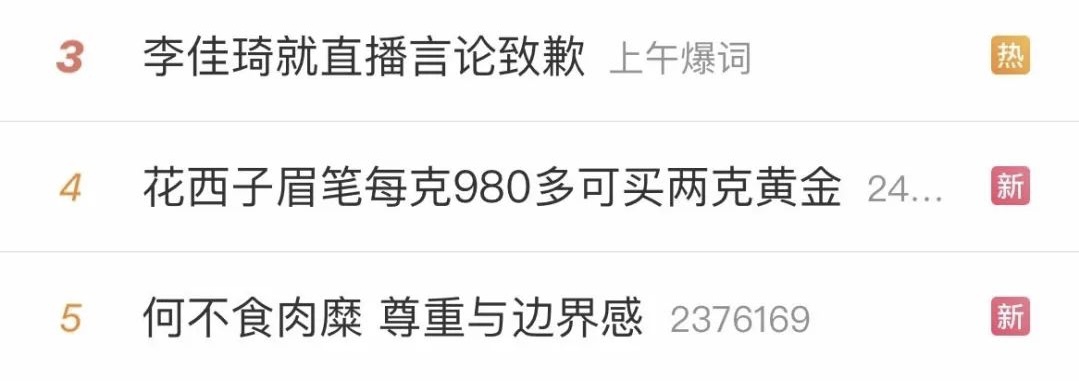 3 李佳琦就直播言论致歉 上午爆词 热
4 花西子眉笔每克980多可买两克黄金 24... 新
5 何不食肉糜 尊重与边界感 2376169 新